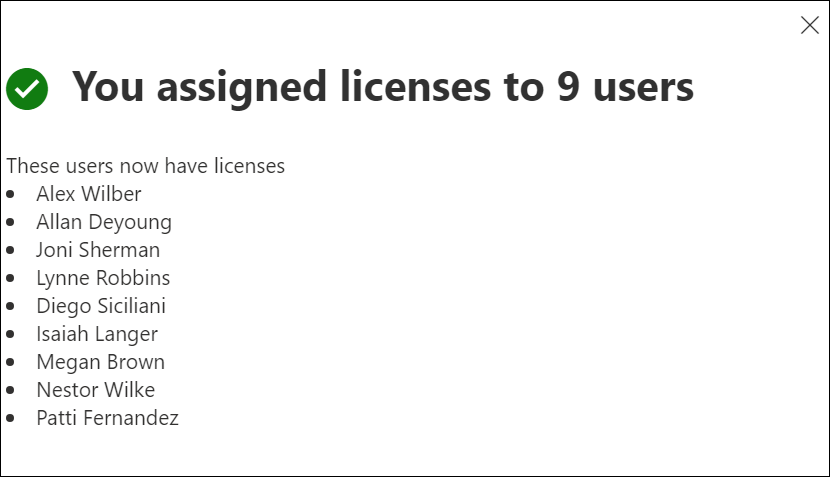 You assigned licenses to 9 users
These users now have licenses
• Alex Wilber
• Allan Deyoung
• Joni Sherman
• Lynne Robbins
• Diego Siciliani
• Isaiah Langer
• Megan Brown
• Nestor Wilke
• Patti Fernandez